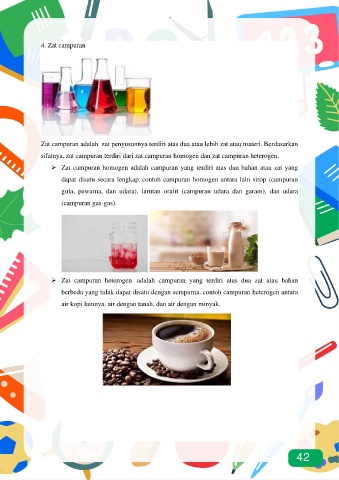 4. Zat campuran
Zat campuran adalah zat penyusunnya terdiri atas dua atau lebih zat atau materi. Berdasarkan
sifatnya, zat campuran terdiri dari zat campuran homogen dan zat campuran heterogen.
➢ Zat campuran homogen adalah campuran yang terdiri atas dua bahan atau zat yang
dapat disatu secara lengkap. contoh campuran homogen antara lain sirop (campuran
gula, pewarna, dan udara), larutan oralit (campuran udara dan garam), dan udara
(campuran gas-gas).
➢ Zai campuran heterogen adalah campuran yang terdiri atas dua zat atau bahan
berbeda yang tidak dapat disatu dengan sempurna. contoh campuran heterogen antara
air kopi lainnya, air dengan tanah, dan air dengan minyak.
42